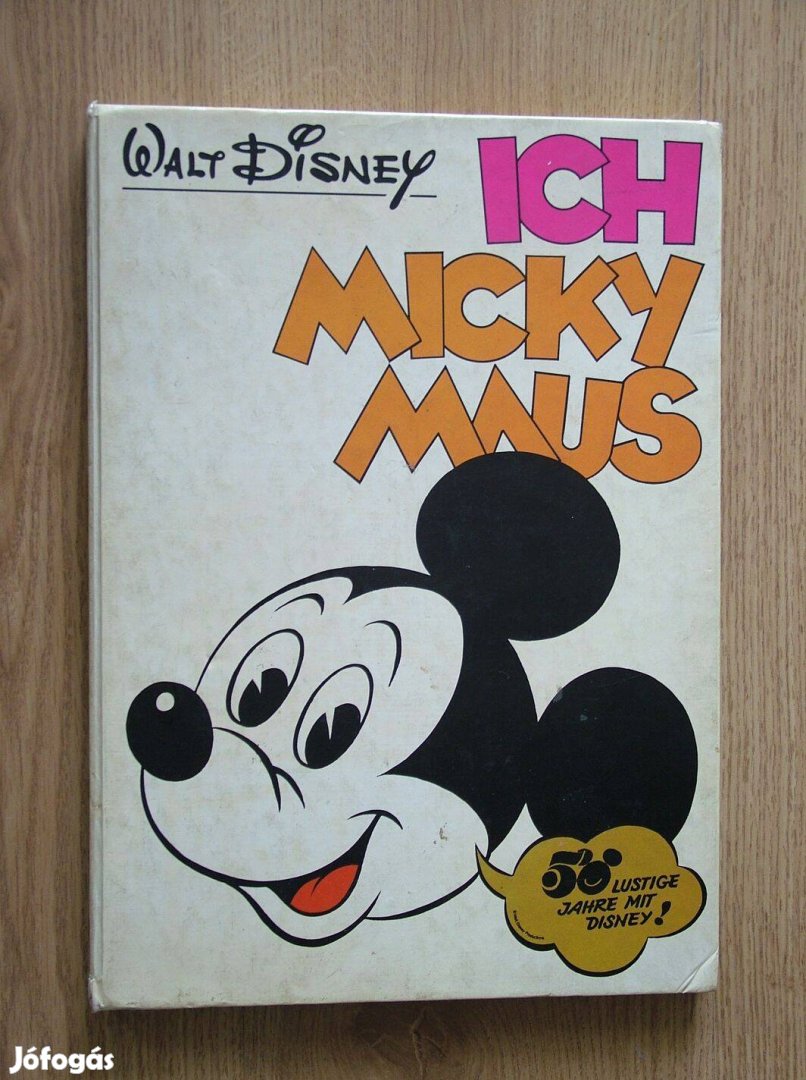 WALT DISNEY
ICH
MICKY
MAUS
50 LUSTIGE
JAHRE MIT
DISNEY!
Jófogás